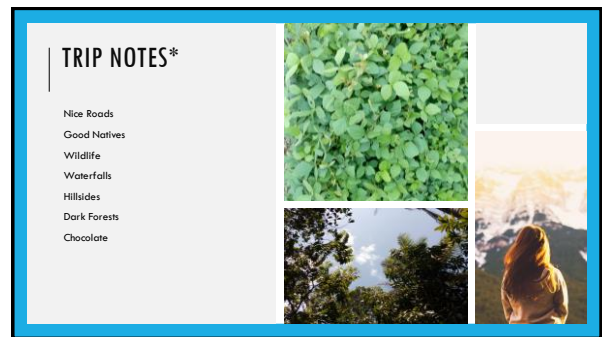 TRIP NOTES*
Nice Roads
Good Natives
Wildlife
Waterfalls
Hillsides
Dark Forests
Chocolate